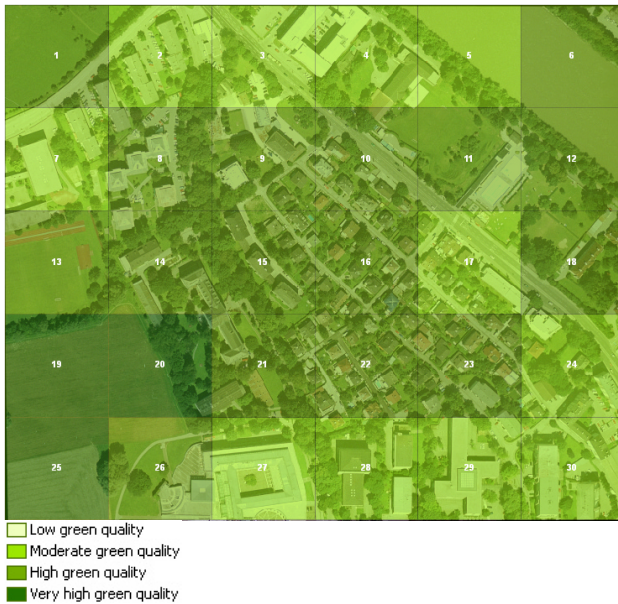 1 2 3 4 5 6
7 8 9 10 11 12
13 14 15 16 17 18
19 20 21 22 23 24
25 26 27 28 29 30
Low green quality
Moderate green quality
High green quality
Very high green quality